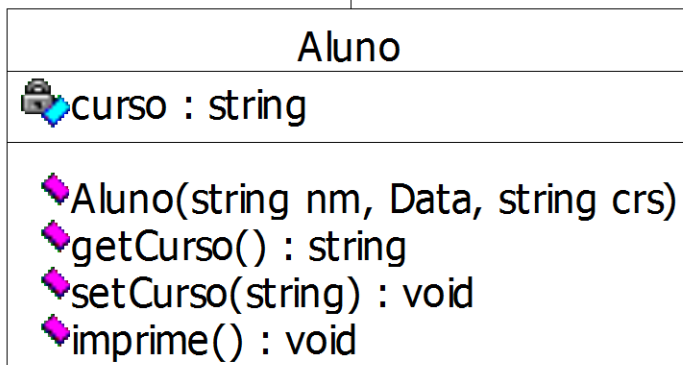 Aluno
curso : string
Aluno(string nm, Data, string crs)
getCurso() : string
setCurso(string) : void
imprime() : void